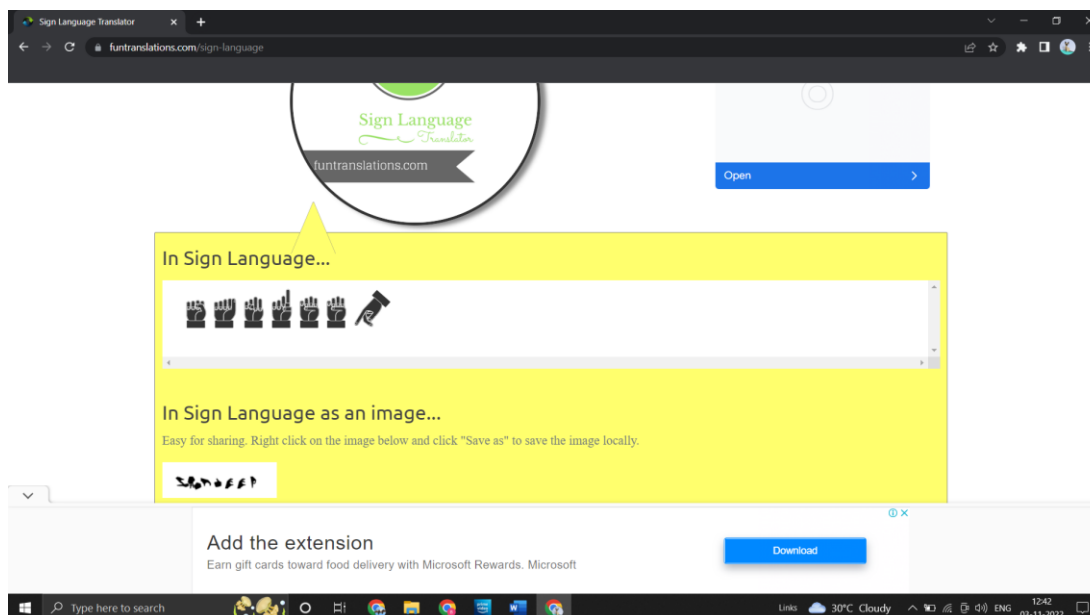 Sign Language Translator
funtranslations.com/sign-language
Sign Language
Translator
funtranslations.com
Open
In Sign Language...
In Sign Language as an image...
Easy for sharing. Right click on the image below and click "Save as" to save the image locally.
Add the extension
Earn gift cards toward food delivery with Microsoft Rewards. Microsoft
Download
Type here to search
Links 30°C Cloudy ENG 12:42